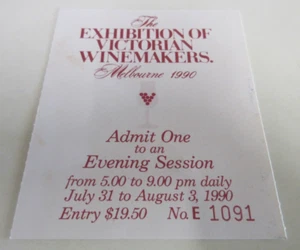 The
EXHIBITION OF
VICTORIAN
WINEMAKERS.
Melbourne 1990
Admit One
to an
Evening Session
from 5.00 to 9.00 pm daily
July 31 to August 3, 1990
Entry $19.50 No. E 1091